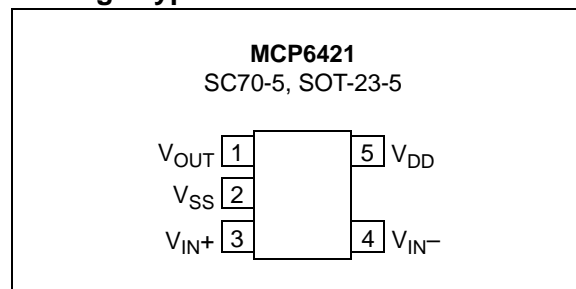 MCP6421
SC70-5, SOT-23-5
VOUT 1 5 VDD
VSS 2
VIN+ 3 4 VIN–